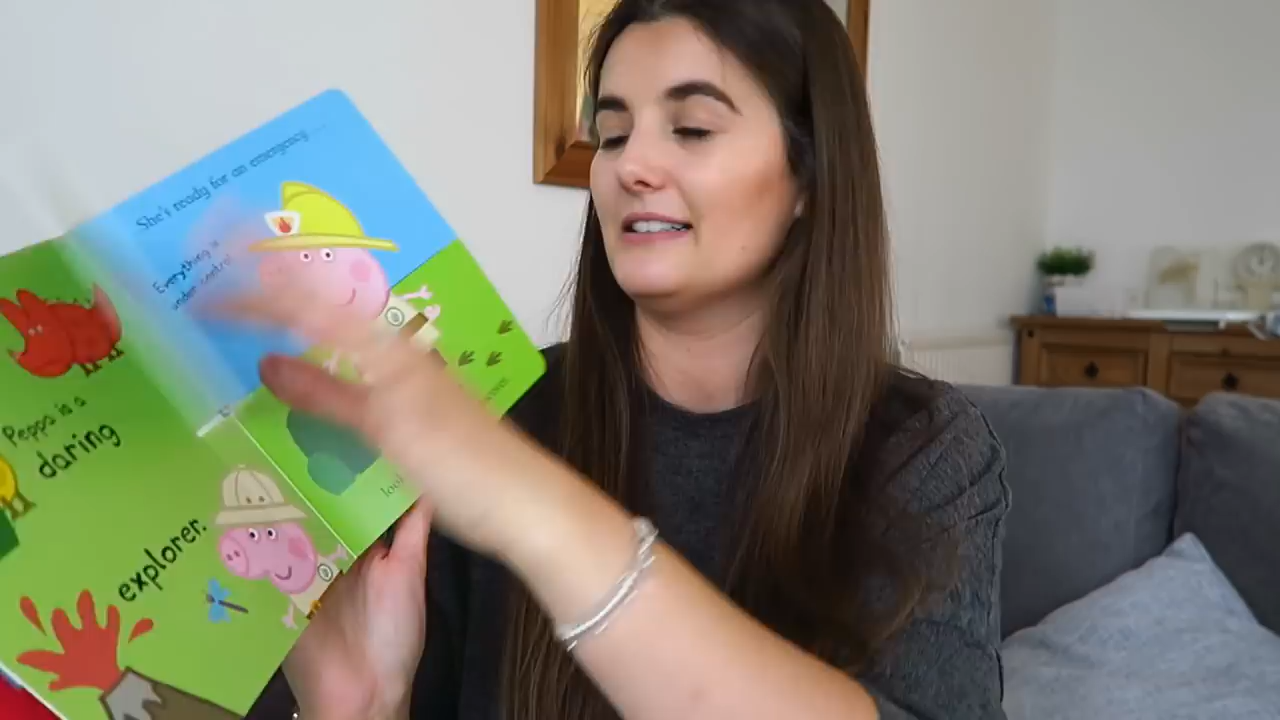 Peppa is a
daring
explorer.
She's ready for an emergency...
Everything is
under control